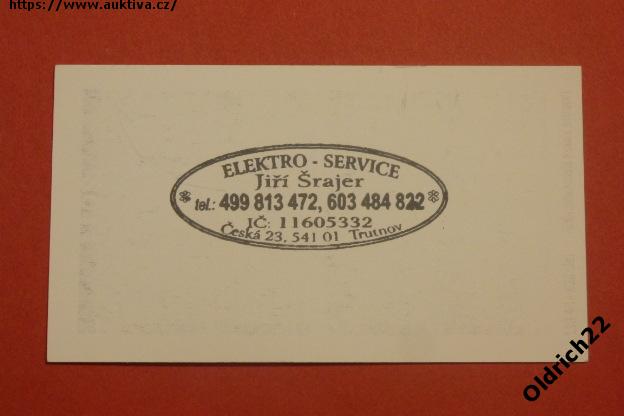 https://www.auktiva.cz/
ELEKTRO - SERVICE
Jiří Šrajer
tel.: 499 813 472, 603 484 822
IČ: 11605332
Česká 23, 541 01 Trutnov
Oldrich22